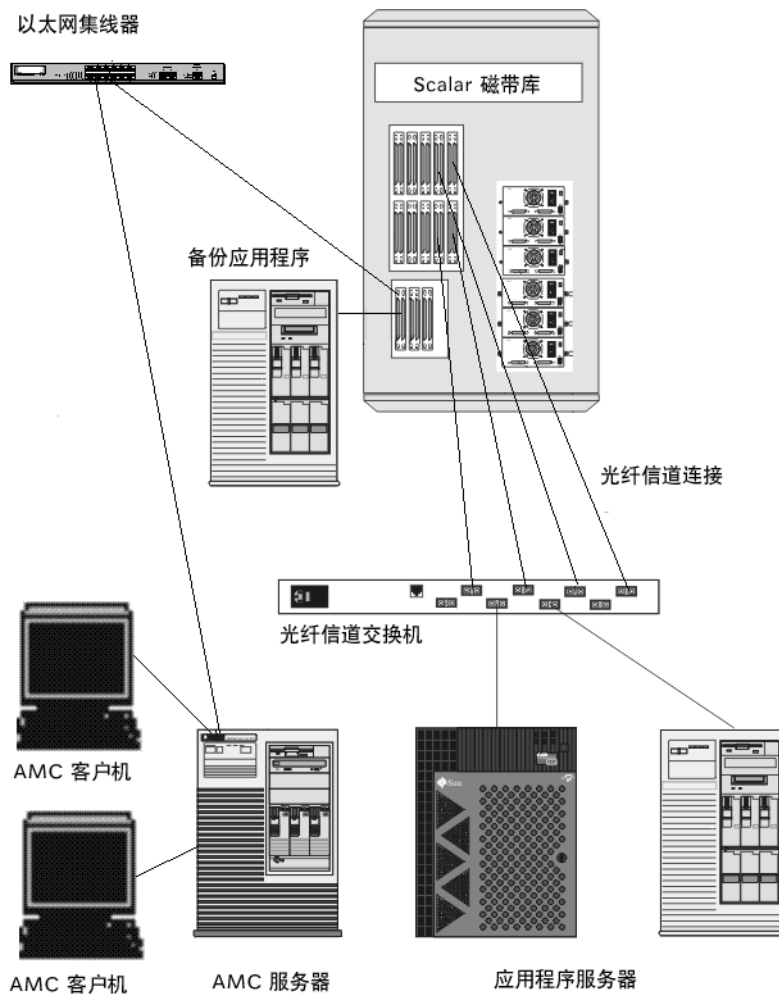 以太网集线器
Scalar 磁带库
备份应用程序
光纤信道连接
光纤信道交换机
AMC 客户机
Sun
AMC 客户机
AMC 服务器
应用程序服务器